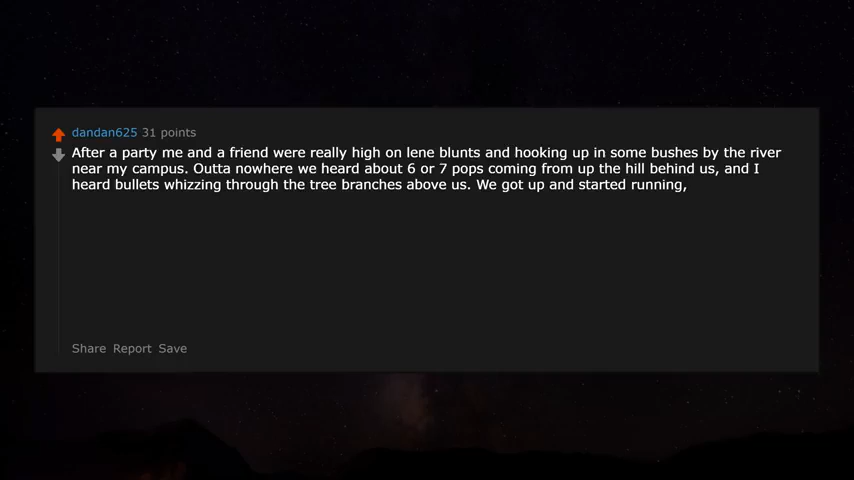 dandan625 31 points
After a party me and a friend were really high on lene blunts and hooking up in some bushes by the river
near my campus. Outta nowhere we heard about 6 or 7 pops coming from up the hill behind us, and I
heard bullets whizzing through the tree branches above us. We got up and started running,
Share Report Save